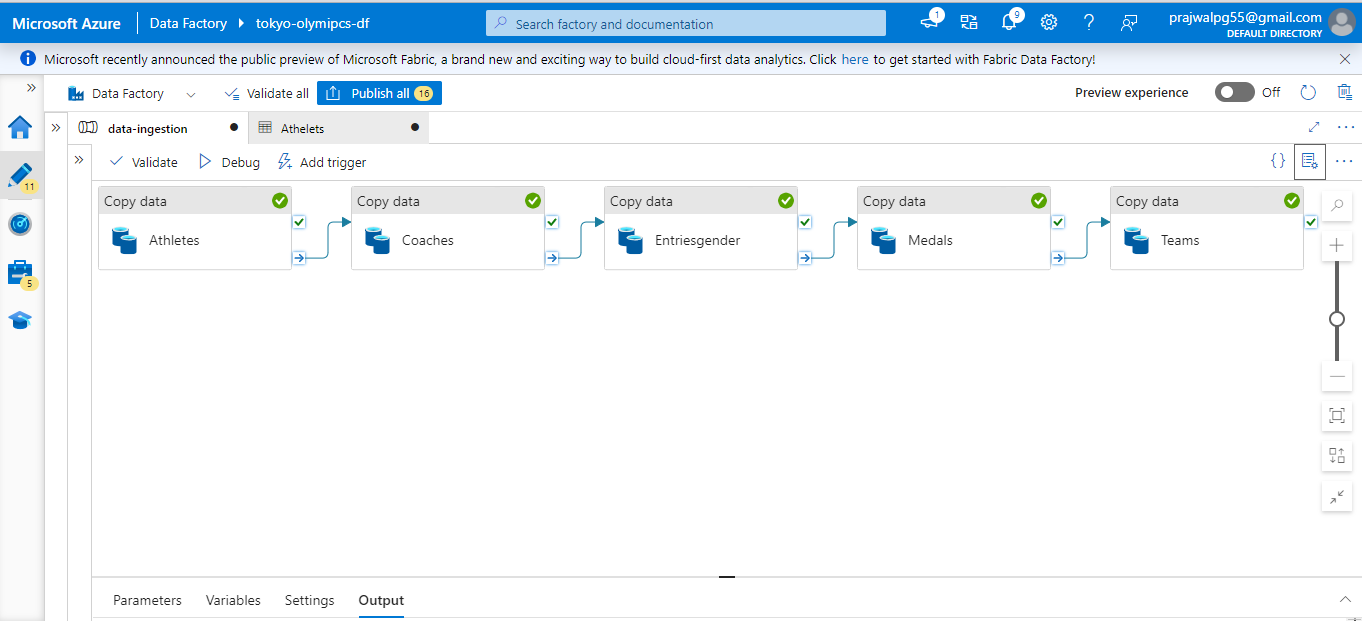 Microsoft Azure Data Factory tokyo-olymipcs-df Search factory and documentation 1 9 prajwalpg55@gmail.com
DEFAULT DIRECTORY
Microsoft recently announced the public preview of Microsoft Fabric, a brand new and exciting way to build cloud-first data analytics. Click here to get started with Fabric Data Factory!
Data Factory Validate all Publish all 16 Preview experience Off
data-ingestion Athelets
11
Validate Debug Add trigger
Copy data Copy data Copy data Copy data Copy data
Athletes Coaches Entriesgender Medals Teams
5
Parameters Variables Settings Output